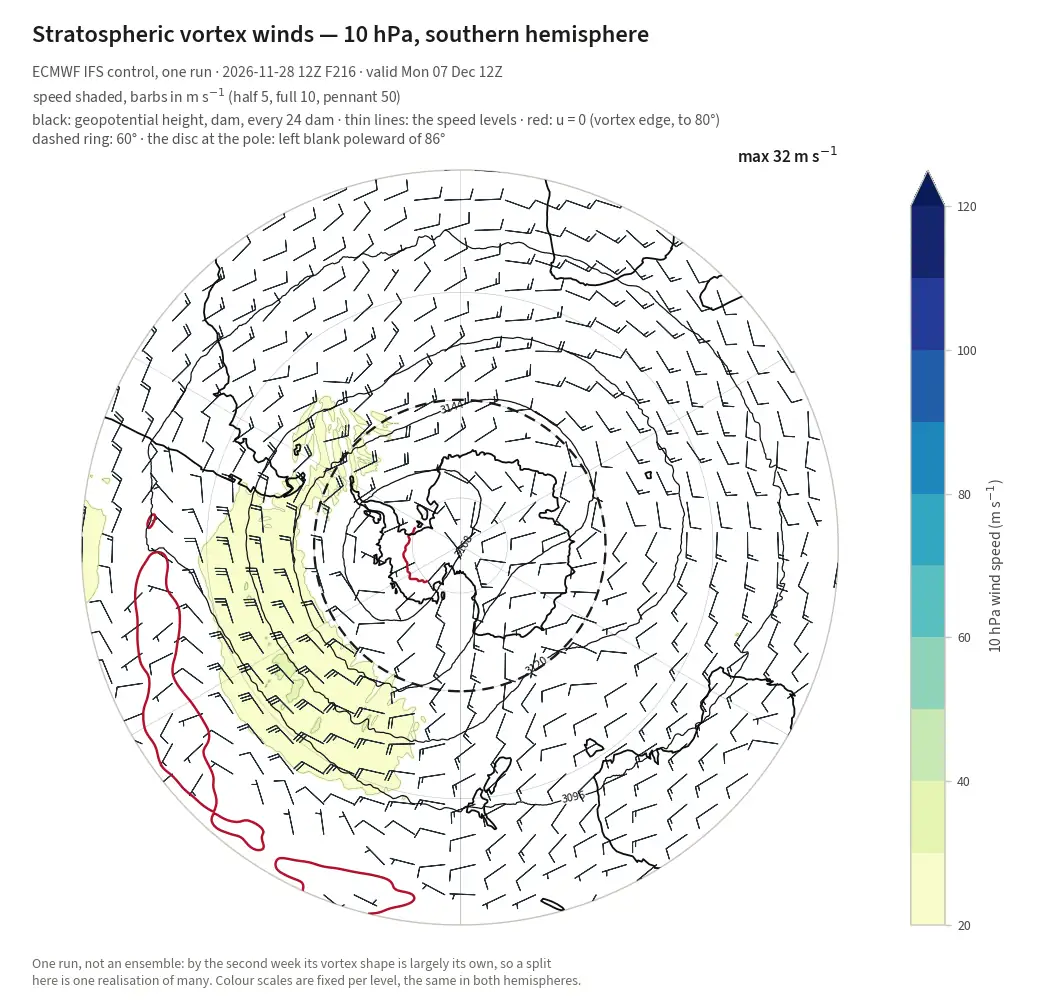 Stratospheric vortex winds — 10 hPa, southern hemisphere
ECMWF IFS control, one run · 2026-11-28 12Z F216 · valid Mon 07 Dec 12Z
speed shaded, barbs in m s⁻¹ (half 5, full 10, pennant 50)
black: geopotential height, dam, every 24 dam · thin lines: the speed levels · red: u = 0 (vortex edge, to 80°)
dashed ring: 60° · the disc at the pole: left blank poleward of 86°
max 32 m s⁻¹
120
100
80
60
40
20
10 hPa wind speed (m s⁻¹)
3144
3120
3096
One run, not an ensemble: by the second week its vortex shape is largely its own, so a split
here is one realisation of many. Colour scales are fixed per level, the same in both hemispheres.